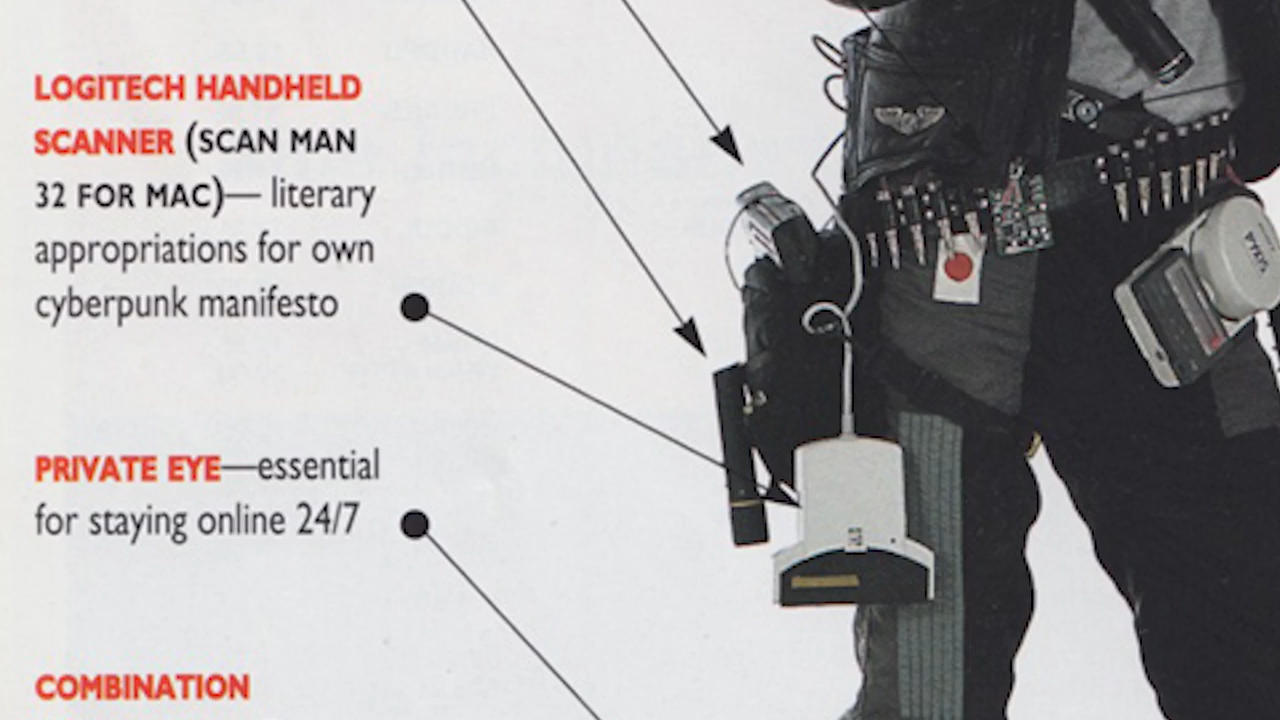 LOGITECH HANDHELD
SCANNER (SCAN MAN
32 FOR MAC)— literary
appropriations for own
cyberpunk manifesto
PRIVATE EYE—essential
for staying online 24/7
COMBINATION